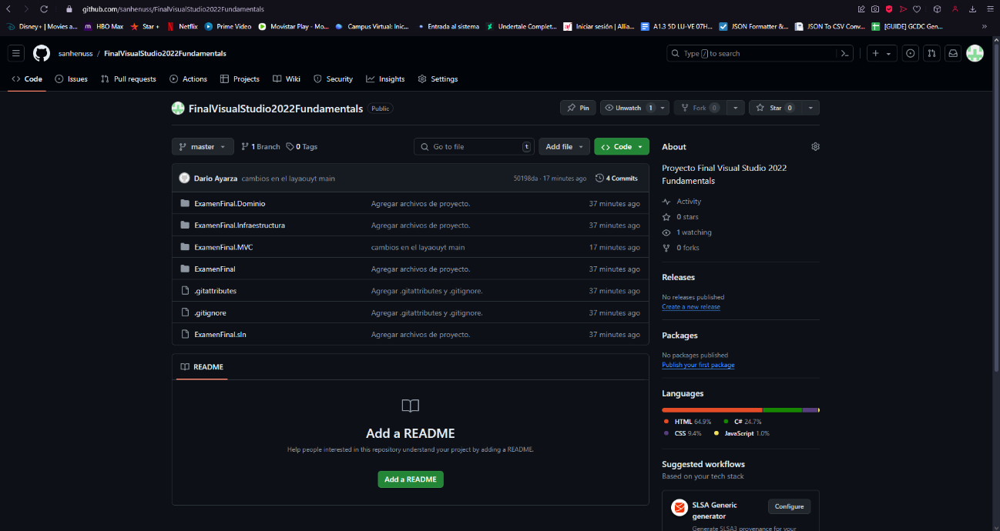 github.com/sanhenuss/FinalVisualStudio2022Fundamentals
Disney+ | Movies a... HBO Max Star + Netflix Prime Video Movistar Play - Mo... Campus Virtual: Inic... Entrada al sistema Undertale Complet... Iniciar sesión | Allia... A1.3 5D LU-VE 07H... JSON Formatter &... JSON To CSV Conv... [GUIDE] GCDC Gen... »
sanhenuss / FinalVisualStudio2022Fundamentals
Type / to search
Code Issues Pull requests Actions Projects Wiki Security Insights Settings
FinalVisualStudio2022Fundamentals Public
Pin Unwatch 1 Fork 0 Star 0
master 1 Branch 0 Tags Go to file t Add file Code
Dario Ayarza cambios en el layaouyt main 50198da · 17 minutes ago 4 Commits
ExamenFinal.Dominio Agregar archivos de proyecto. 37 minutes ago
ExamenFinal.Infraestructura Agregar archivos de proyecto. 37 minutes ago
ExamenFinal.MVC cambios en el layaouyt main 17 minutes ago
ExamenFinal Agregar archivos de proyecto. 37 minutes ago
.gitattributes Agregar .gitattributes y .gitignore. 37 minutes ago
.gitignore Agregar .gitattributes y .gitignore. 37 minutes ago
ExamenFinal.sln Agregar archivos de proyecto. 37 minutes ago
README
Add a README
Help people interested in this repository understand your project by adding a README.
Add a README
About
Proyecto Final Visual Studio 2022
Fundamentals
Activity
0 stars
1 watching
0 forks
Releases
No releases published
Create a new release
Packages
No packages published
Publish your first package
Languages
HTML 64.9% C# 24.7%
CSS 9.4% JavaScript 1.0%
Suggested workflows
Based on your tech stack
SLSA Generic
generator
Configure
Generate SLSA3 provenance for your